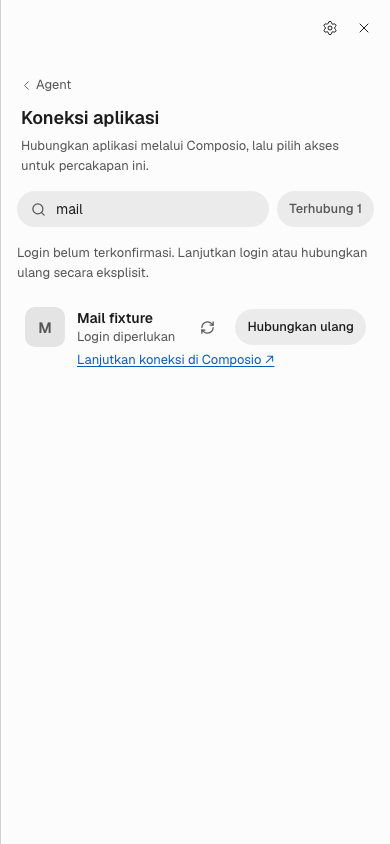 Agent
Koneksi aplikasi
Hubungkan aplikasi melalui Composio, lalu pilih akses
untuk percakapan ini.
mail
Terhubung 1
Login belum terkonfirmasi. Lanjutkan login atau hubungkan
ulang secara eksplisit.
M
Mail fixture
Login diperlukan
Hubungkan ulang
Lanjutkan koneksi di Composio ↗